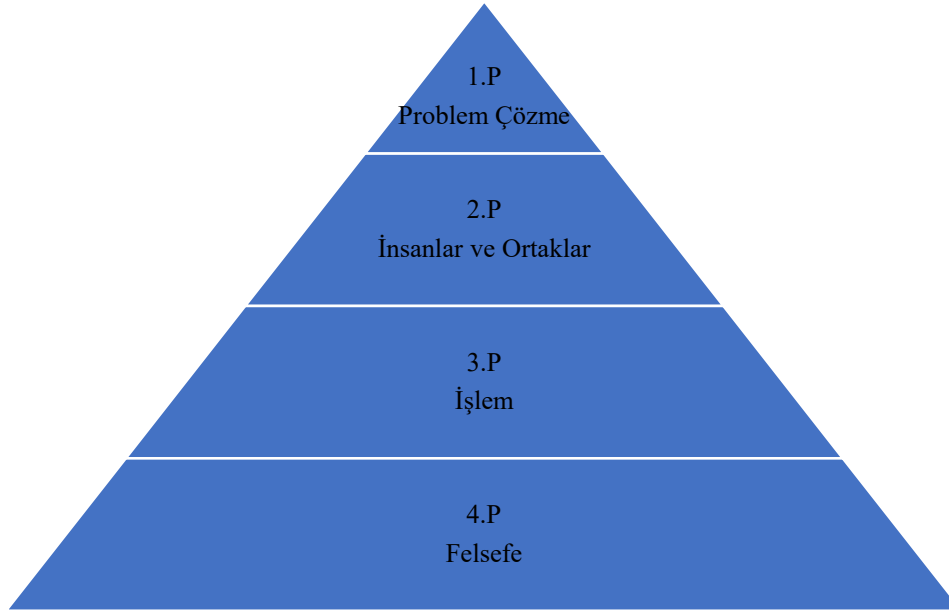 1.P
Problem Çözme
2.P
İnsanlar ve Ortaklar
3.P
İşlem
4.P
Felsefe